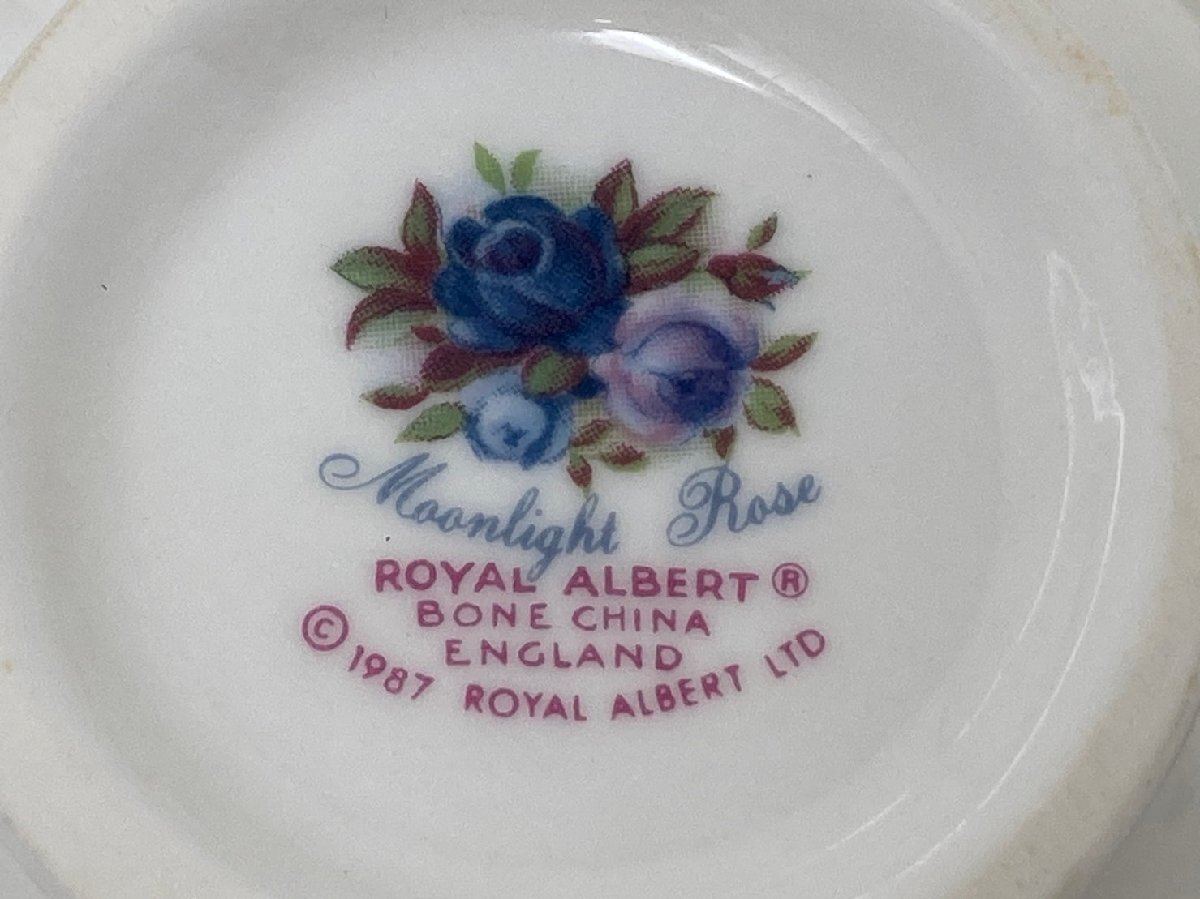 Moonlight Rose
ROYAL ALBERT®
BONE CHINA
ENGLAND
© 1987 ROYAL ALBERT LTD